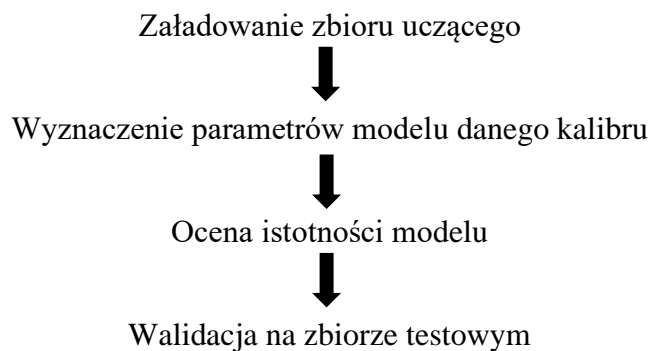 Załadowanie zbioru uczącego
Wyznaczenie parametrów modelu danego kalibru
Ocena istotności modelu
Walidacja na zbiorze testowym